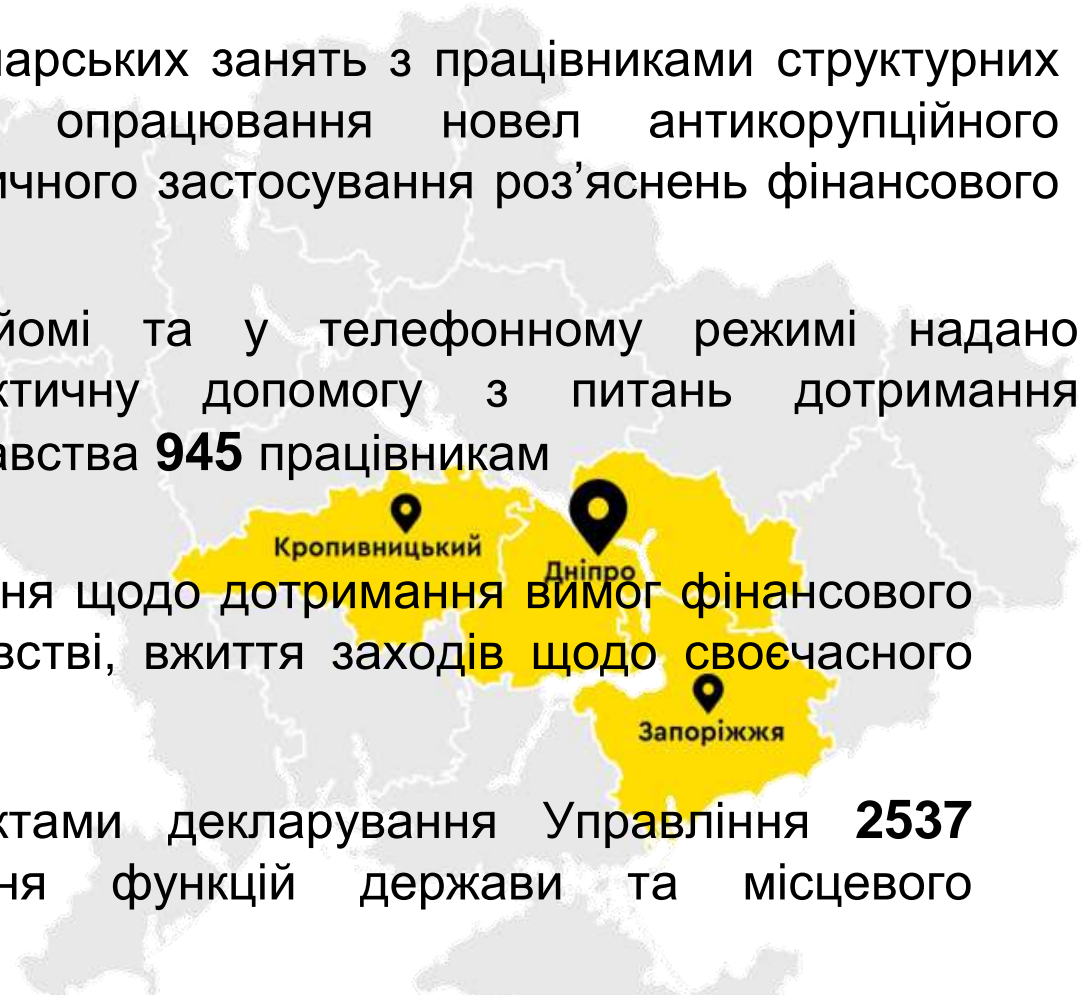 нарських занять з працівниками структурних
опрацювання новел антикорупційного
ичного застосування роз’яснень фінансового
йомі та у телефонному режимі надано
ктичну допомогу з питань дотримання
авства 945 працівникам
Кропивницький
Дніпро
ня щодо дотримання вимог фінансового
встві, вжиття заходів щодо своєчасного
Запоріжжя
ктами декларування Управління 2537
ня функцій держави та місцевого